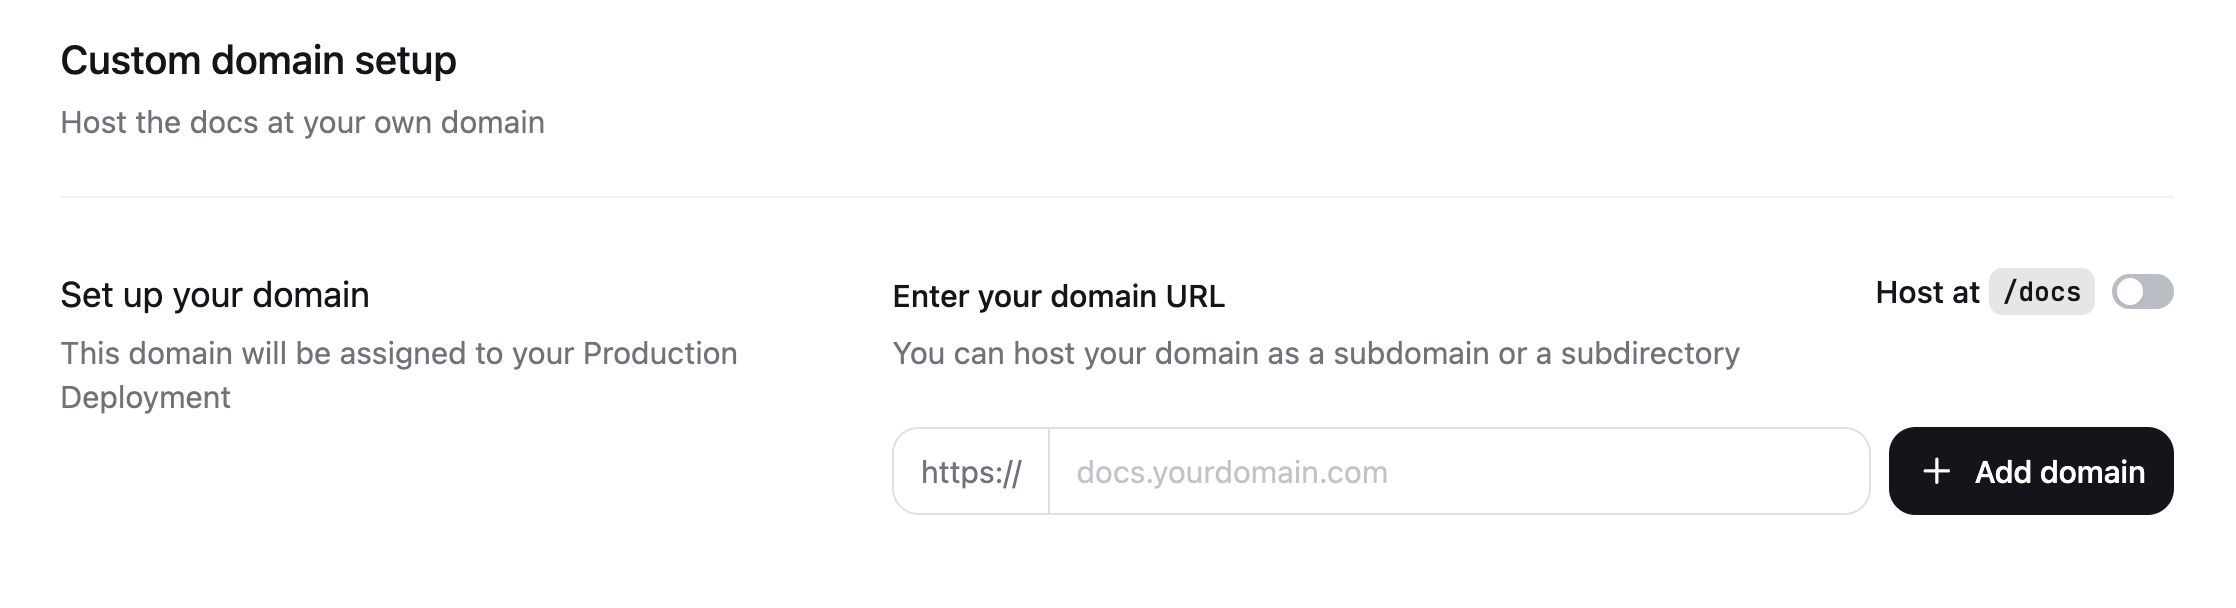 Custom domain setup
Host the docs at your own domain
Set up your domain
This domain will be assigned to your Production
Deployment
Enter your domain URL
Host at /docs
You can host your domain as a subdomain or a subdirectory
https:// docs.yourdomain.com
+ Add domain